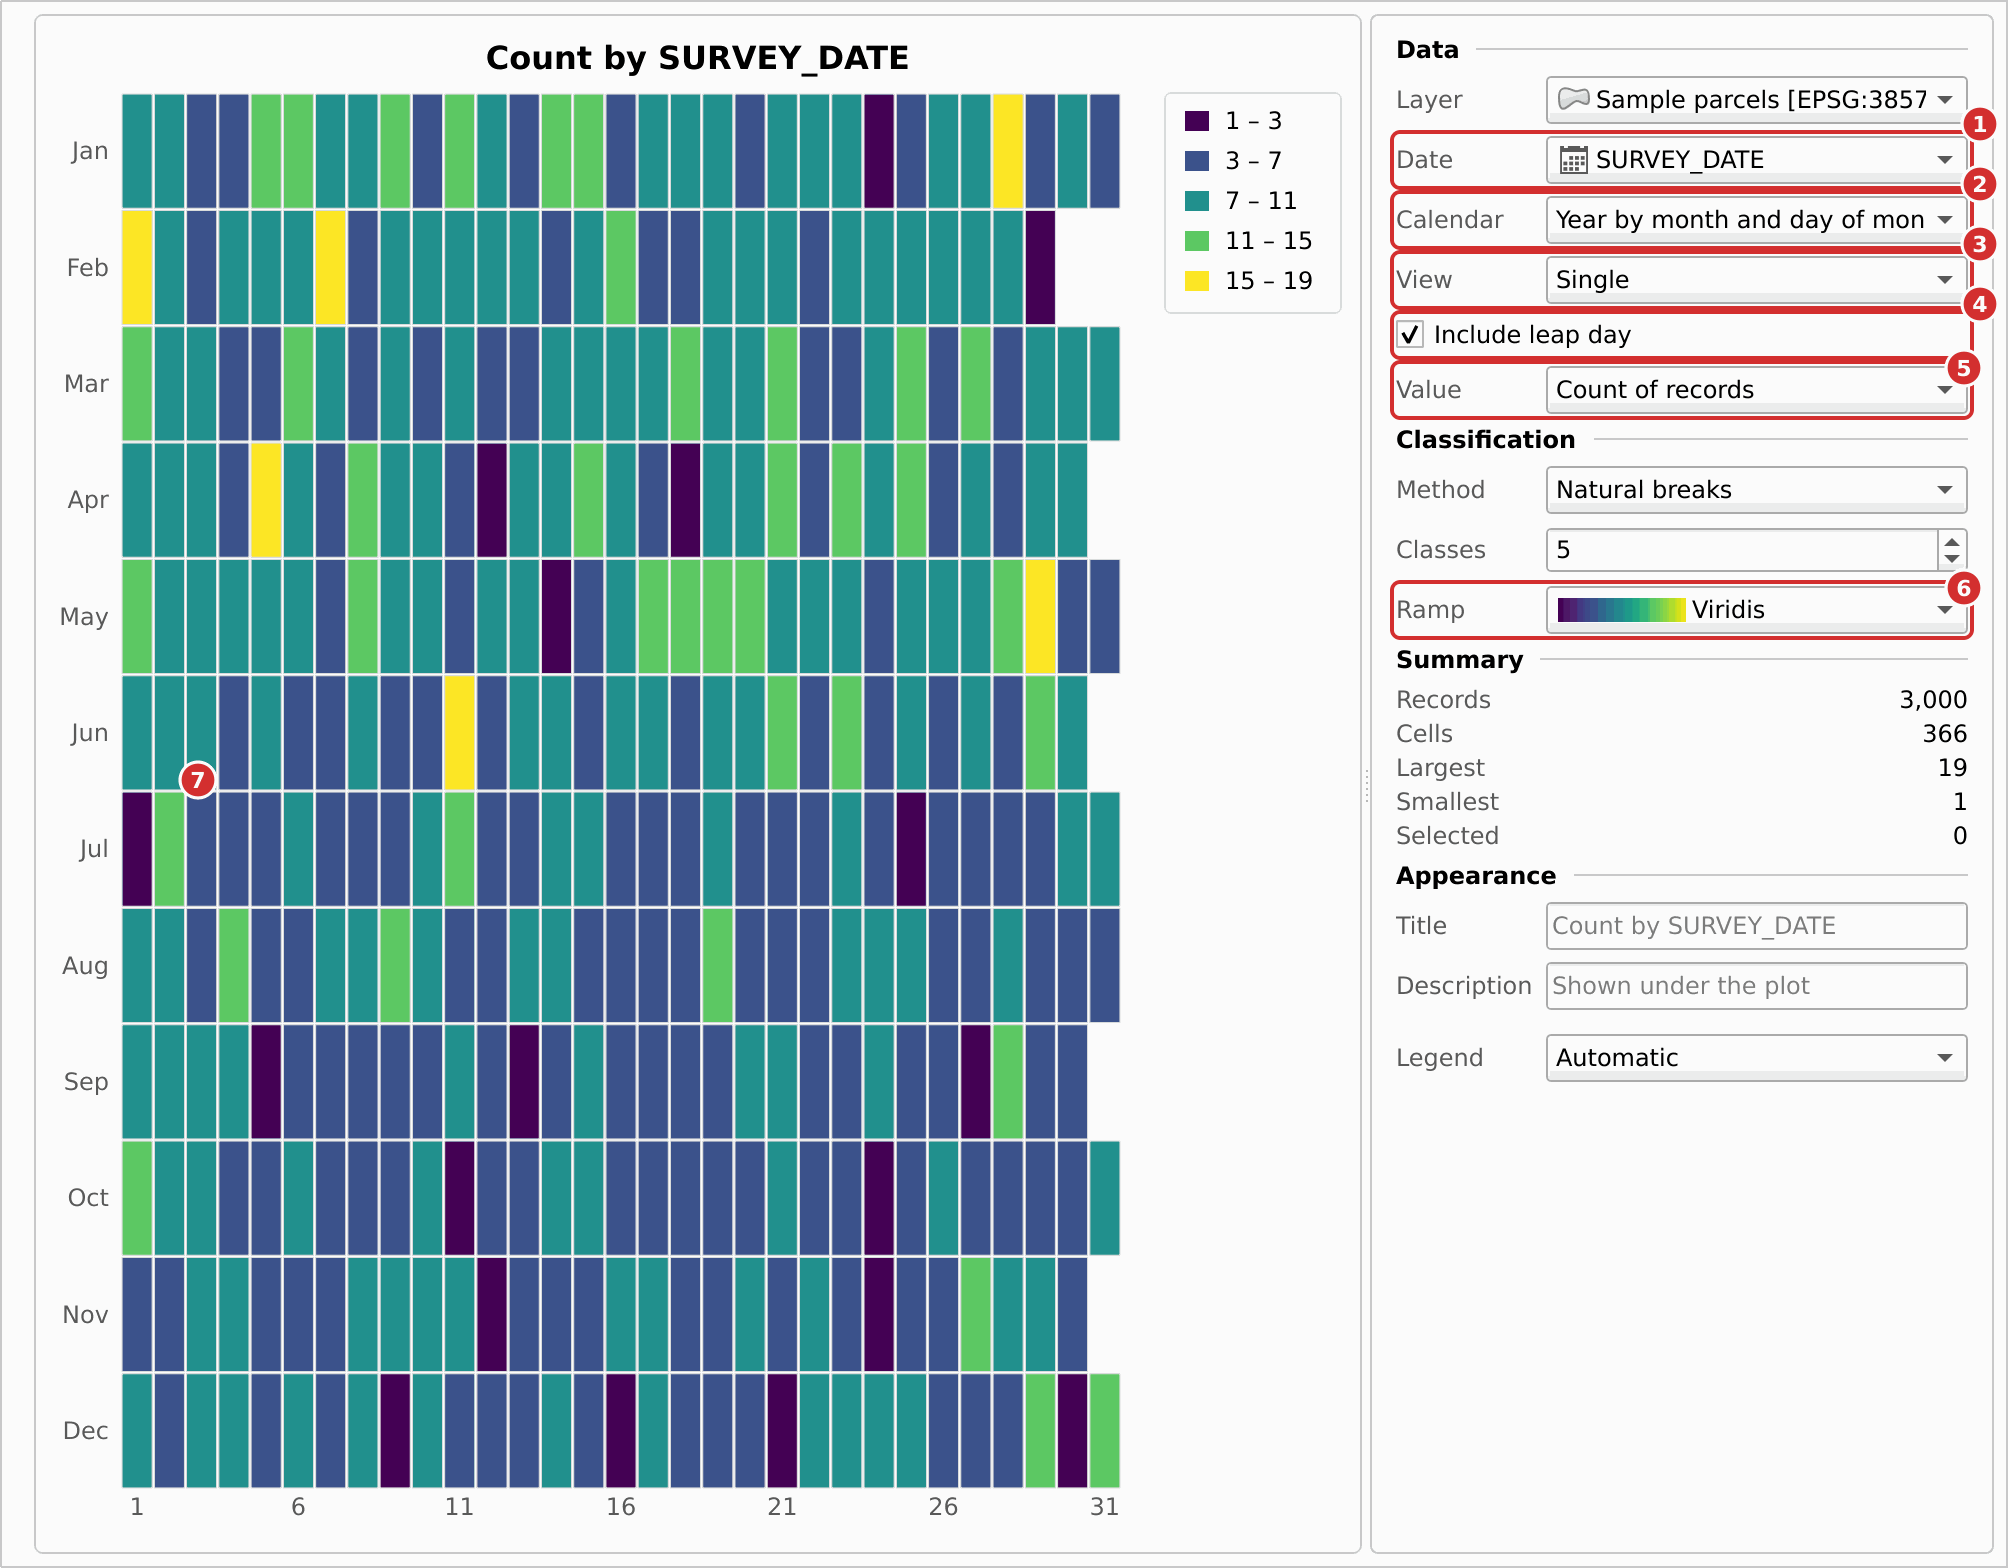 Count by SURVEY_DATE
Jan
Feb
Mar
Apr
May
Jun
Jul
Aug
Sep
Oct
Nov
Dec
1 6 11 16 21 26 31
7
1 – 3
3 – 7
7 – 11
11 – 15
15 – 19
Data
Layer Sample parcels [EPSG:3857
1
Date SURVEY_DATE
2
Calendar Year by month and day of mon
3
View Single
4
Include leap day
5
Value Count of records
Classification
Method Natural breaks
Classes 5
6
Ramp Viridis
Summary
Records 3,000
Cells 366
Largest 19
Smallest 1
Selected 0
Appearance
Title Count by SURVEY_DATE
Description Shown under the plot
Legend Automatic